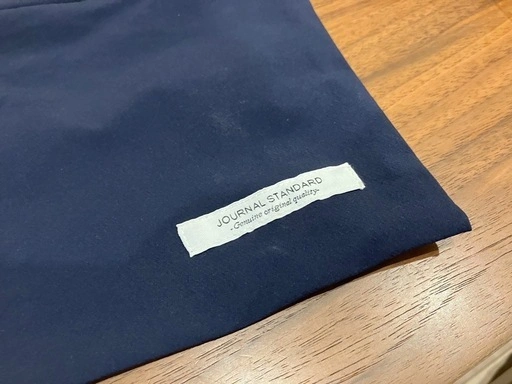 JOURNAL STANDARD
-Genuine original quality-